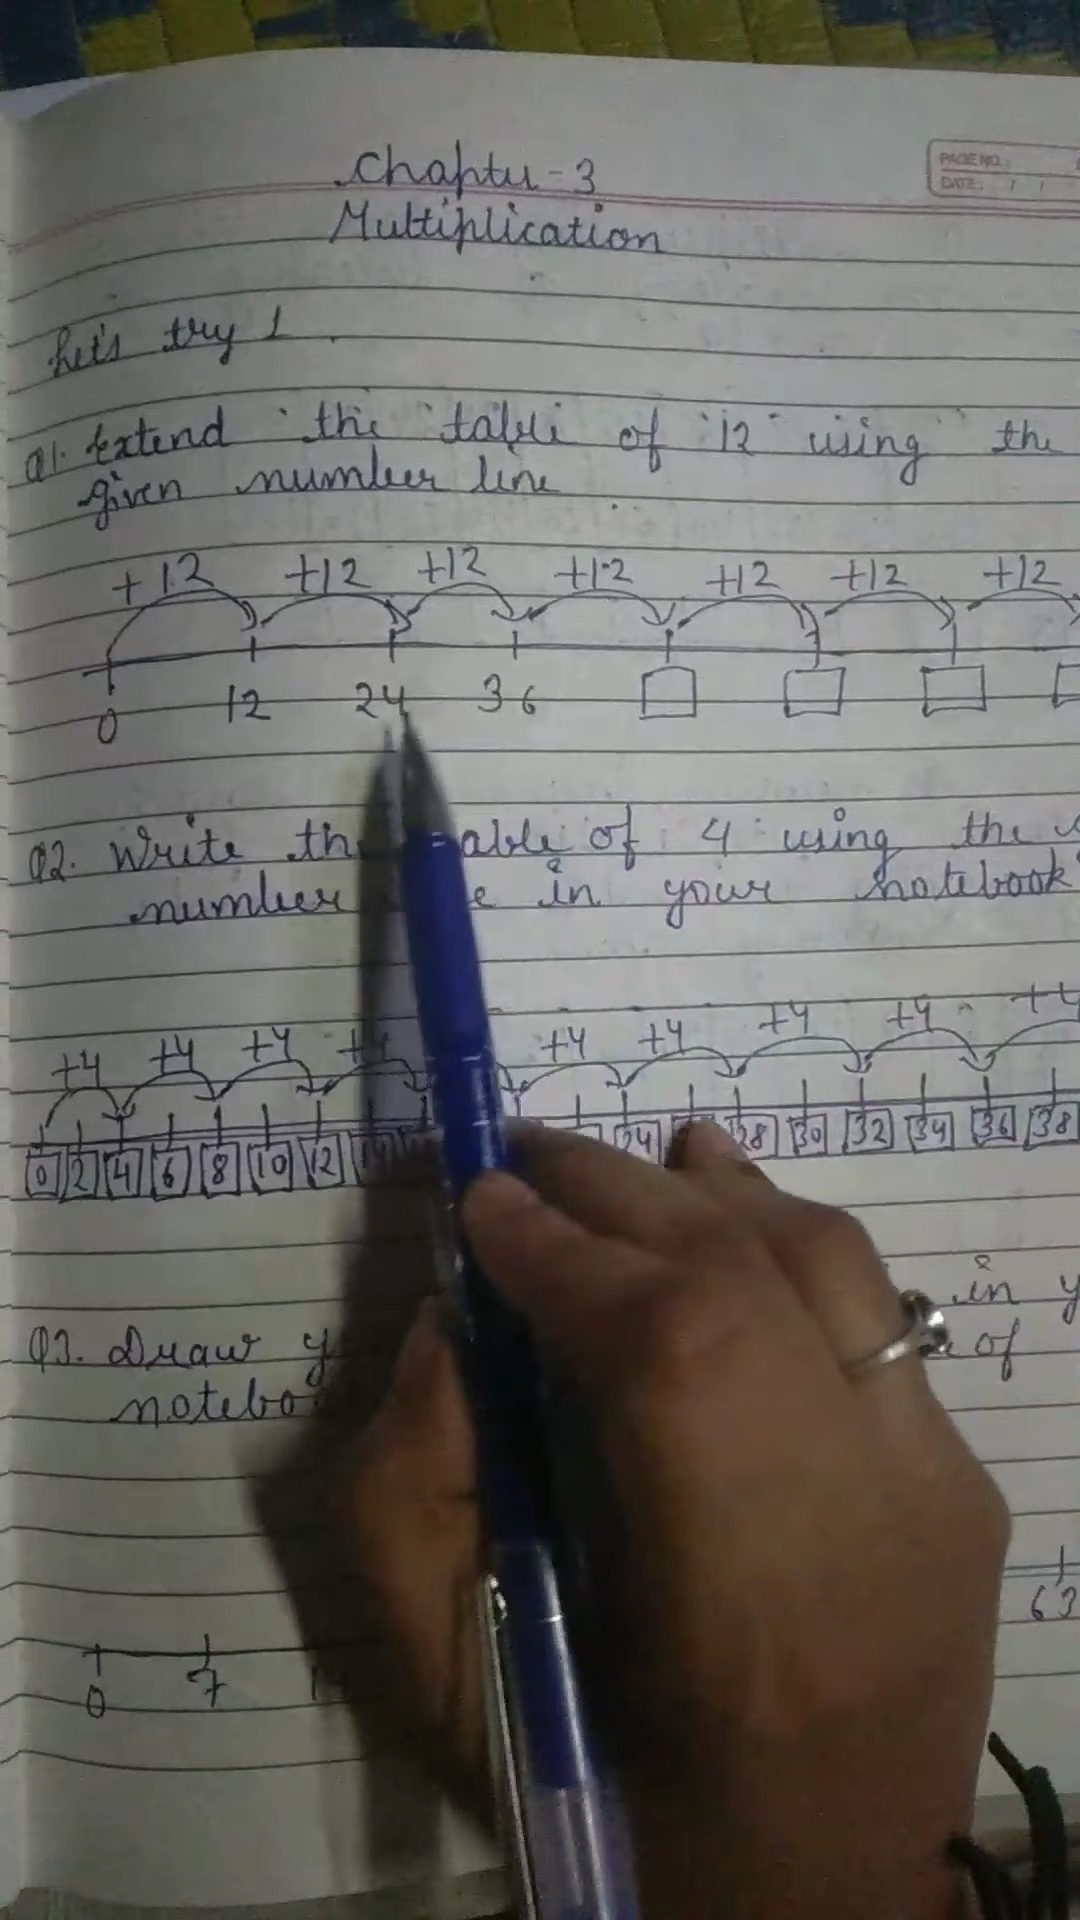 PAGE NO.:
DATE: / /
Chapter - 3
Multiplication
Let's try 1
Q1. Extend the table of 12 using the
given number line
+12 +12 +12 +12 +12 +12 +12
0 12 24 36
Q2. Write the table of 4 using the
number in your notebook
+4 +4 +4 +4 +4 +4 +4 +4 +4
0 2 4 6 8 10 12 24 28 30 32 34 36 38
Q3. Draw in
of
63
0 7